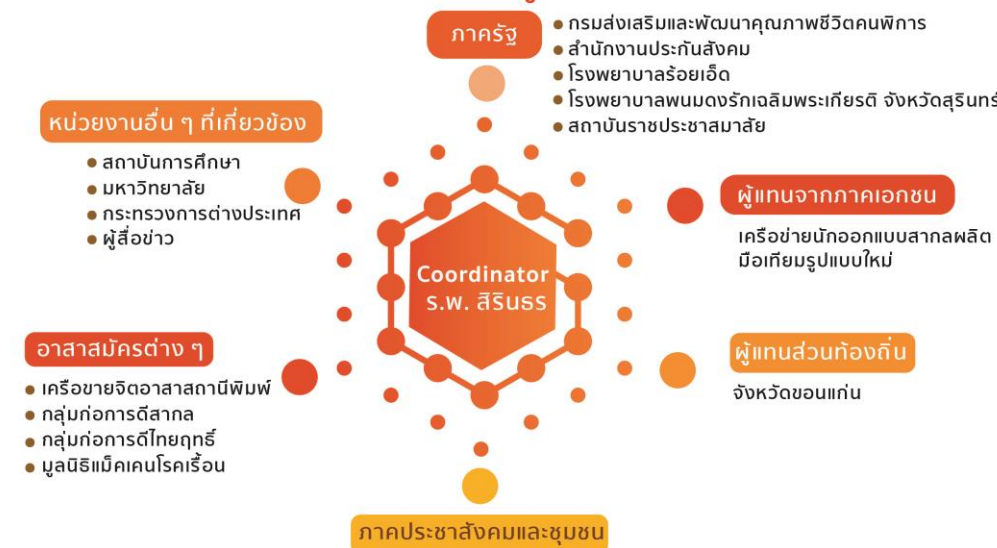 ภาครัฐ
กรมส่งเสริมและพัฒนาคุณภาพชีวิตคนพิการ
สำนักงานประกันสังคม
โรงพยาบาลร้อยเอ็ด
โรงพยาบาลพนมดงรักเฉลิมพระเกียรติ จังหวัดสุรินทร์
สถาบันราชประชาสมาสัย
หน่วยงานอื่น ๆ ที่เกี่ยวข้อง
สถาบันการศึกษา
มหาวิทยาลัย
กระทรวงการต่างประเทศ
ผู้สื่อข่าว
ผู้แทนจากภาคเอกชน
เครือข่ายนักออกแบบสากลผลิต
มือเทียมรูปแบบใหม่
Coordinator
ร.พ. สิรินธร
อาสาสมัครต่าง ๆ
เครือขายจิตอาสาสถานีพิมพ์
กลุ่มก่อการดีสากล
กลุ่มก่อการดีไทยฤทธิ์
มูลนิธิแม็คเคนโรคเรื้อน
ผู้แทนส่วนท้องถิ่น
จังหวัดขอนแก่น
ภาคประชาสังคมและชุมชน